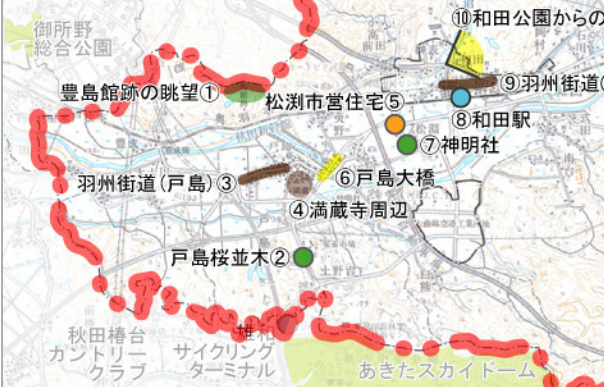 ⑩和田公園からの
御所野
総合公園
豊島館跡の眺望①
松渕市営住宅⑤
⑨羽州街道(
⑧和田駅
⑦神明社
羽州街道(戸島)③
⑥戸島大橋
④満蔵寺周辺
戸島桜並木②
秋田椿台
カントリー
クラブ
雄和
サイクリング
ターミナル
あきたスカイドーム